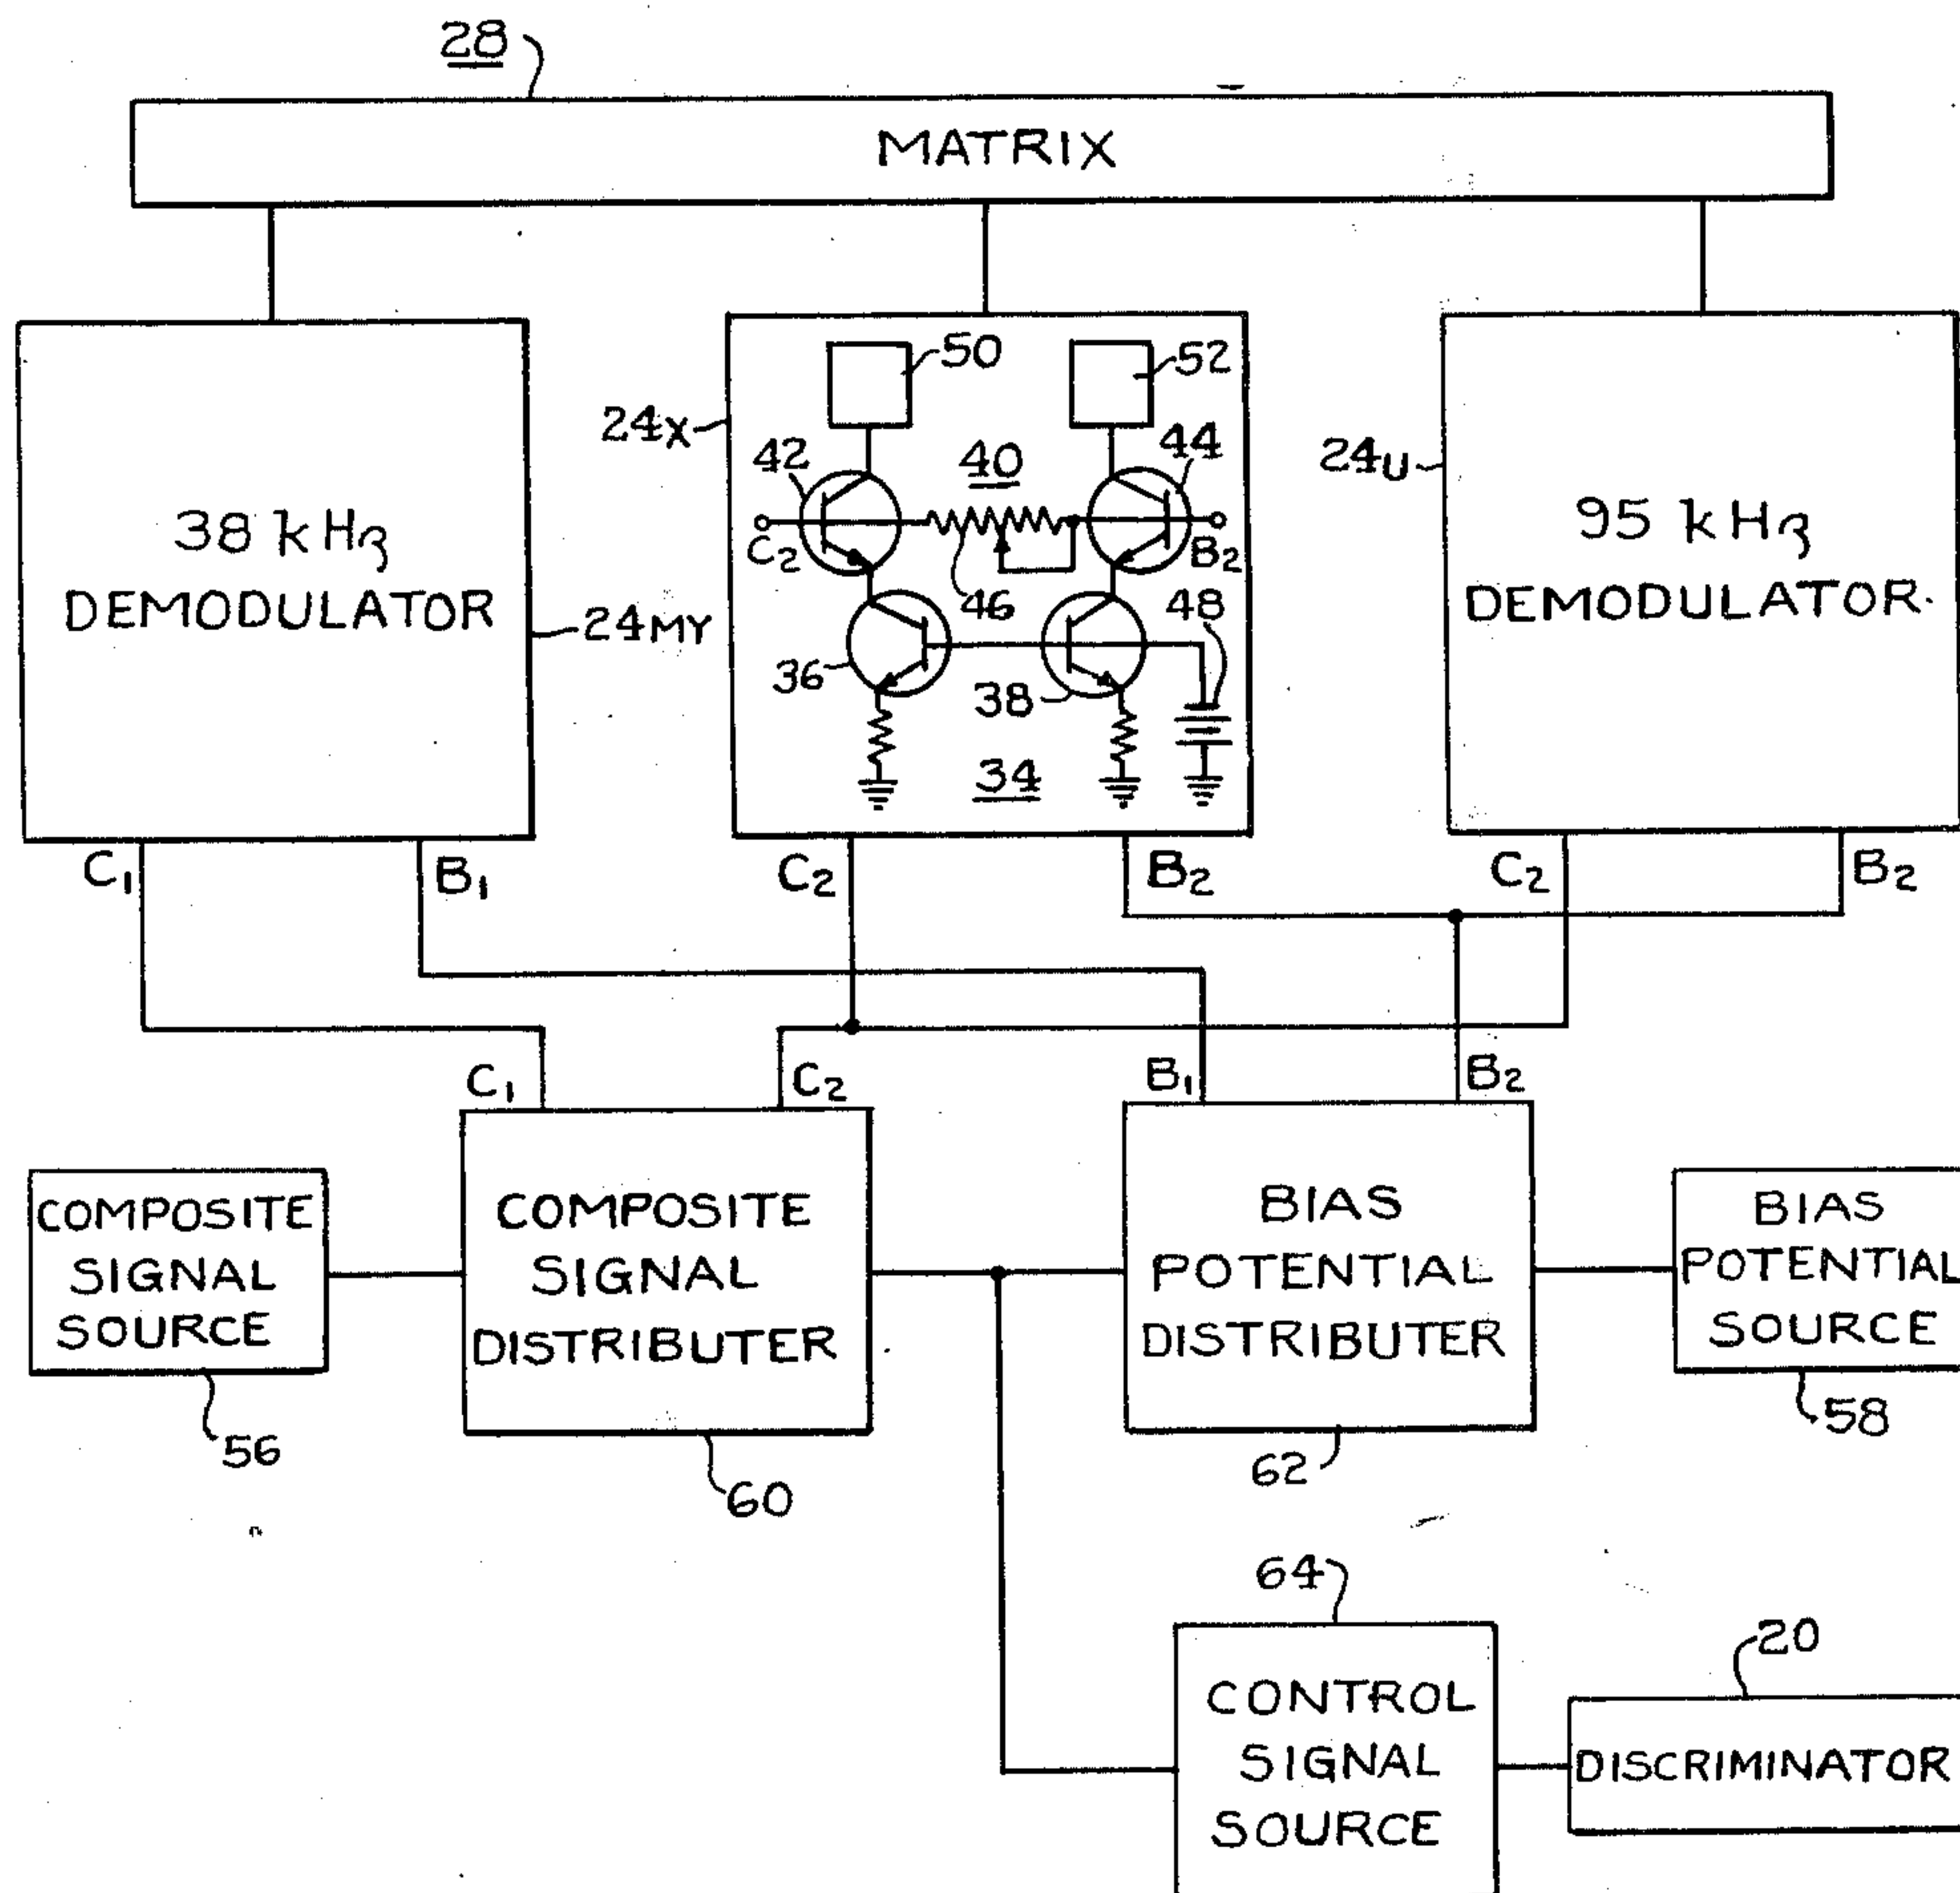 28
MATRIX
50
52
24X
42
40
44
24U
38 kHz
DEMODULATOR
95 kHz
DEMODULATOR
C2
B2
46
48
24MY
36
38
34
C1
B1
C2
B2
C2
B2
C1
C2
B1
B2
COMPOSITE
SIGNAL
SOURCE
COMPOSITE
SIGNAL
DISTRIBUTER
BIAS
POTENTIAL
DISTRIBUTER
BIAS
POTENTIAL
SOURCE
56
60
62
58
64
20
CONTROL
SIGNAL
SOURCE
DISCRIMINATOR